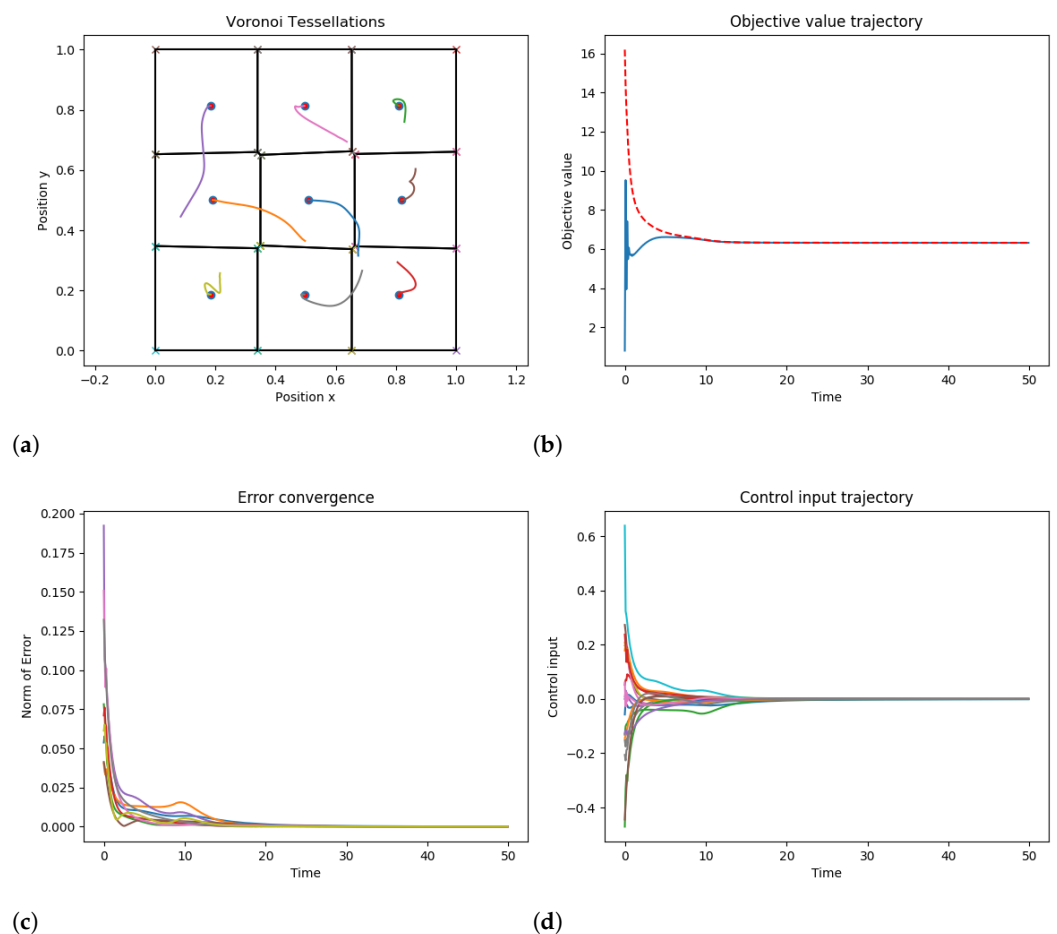 Voronoi Tessellations
Position y
1.0
0.8
0.6
0.4
0.2
0.0
−0.2 0.0 0.2 0.4 0.6 0.8 1.0 1.2
Position x
(a)
Objective value trajectory
Objective value
16
14
12
10
8
6
4
2
0 10 20 30 40 50
Time
(b)
Error convergence
Norm of Error
0.200
0.175
0.150
0.125
0.100
0.075
0.050
0.025
0.000
0 10 20 30 40 50
Time
(c)
Control input trajectory
Control input
0.6
0.4
0.2
0.0
−0.2
−0.4
0 10 20 30 40 50
Time
(d)